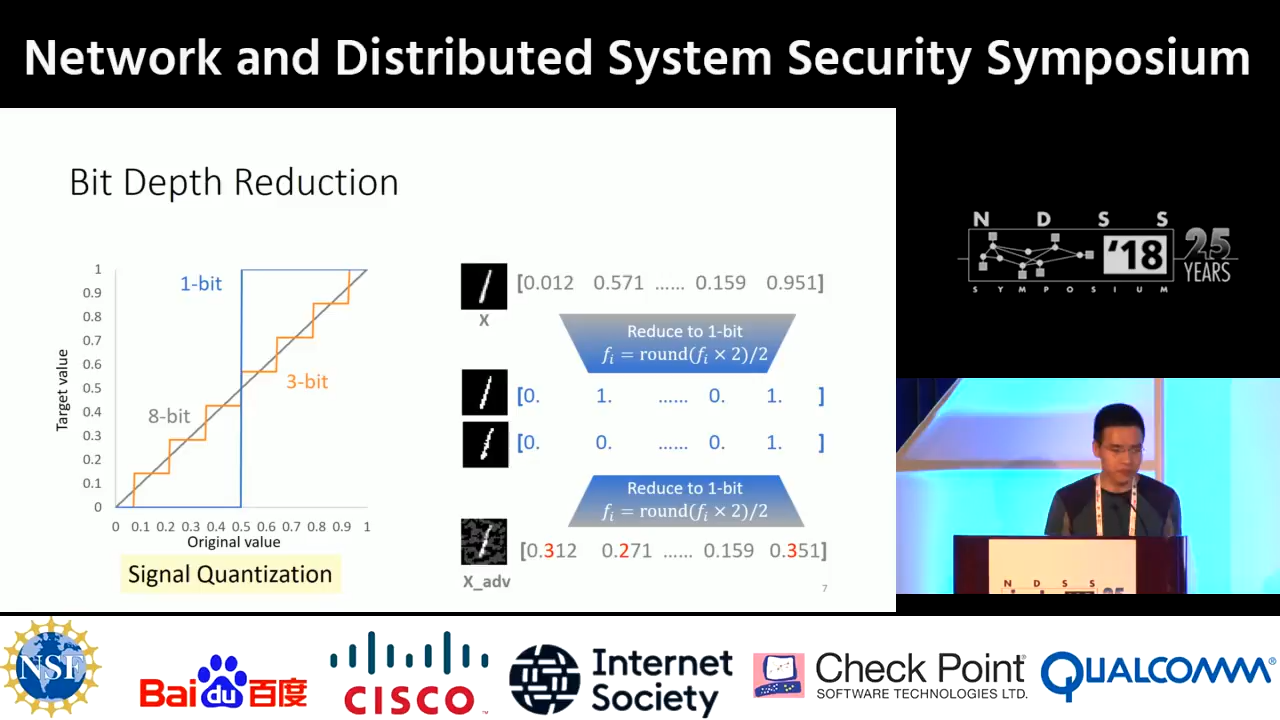 Network and Distributed System Security Symposium
Bit Depth Reduction
1
0.9
0.8
0.7
0.6
0.5
0.4
0.3
0.2
0.1
0
Target value
1-bit
3-bit
8-bit
0 0.1 0.2 0.3 0.4 0.5 0.6 0.7 0.8 0.9 1
Original value
Signal Quantization
[0.012 0.571 …… 0.159 0.951]
X
Reduce to 1-bit
fᵢ = round(fᵢ × 2)/2
[0. 1. …… 0. 1. ]
[0. 0. …… 0. 1. ]
Reduce to 1-bit
fᵢ = round(fᵢ × 2)/2
[0.312 0.271 …… 0.159 0.351]
X_adv
7
N D S S
'18
25
YEARS
S Y M P O S I U M
N D S S
25
NSF
Bai du 百度
CISCO™
Internet
Society
Check Point®
SOFTWARE TECHNOLOGIES LTD.
QUALCOMM®